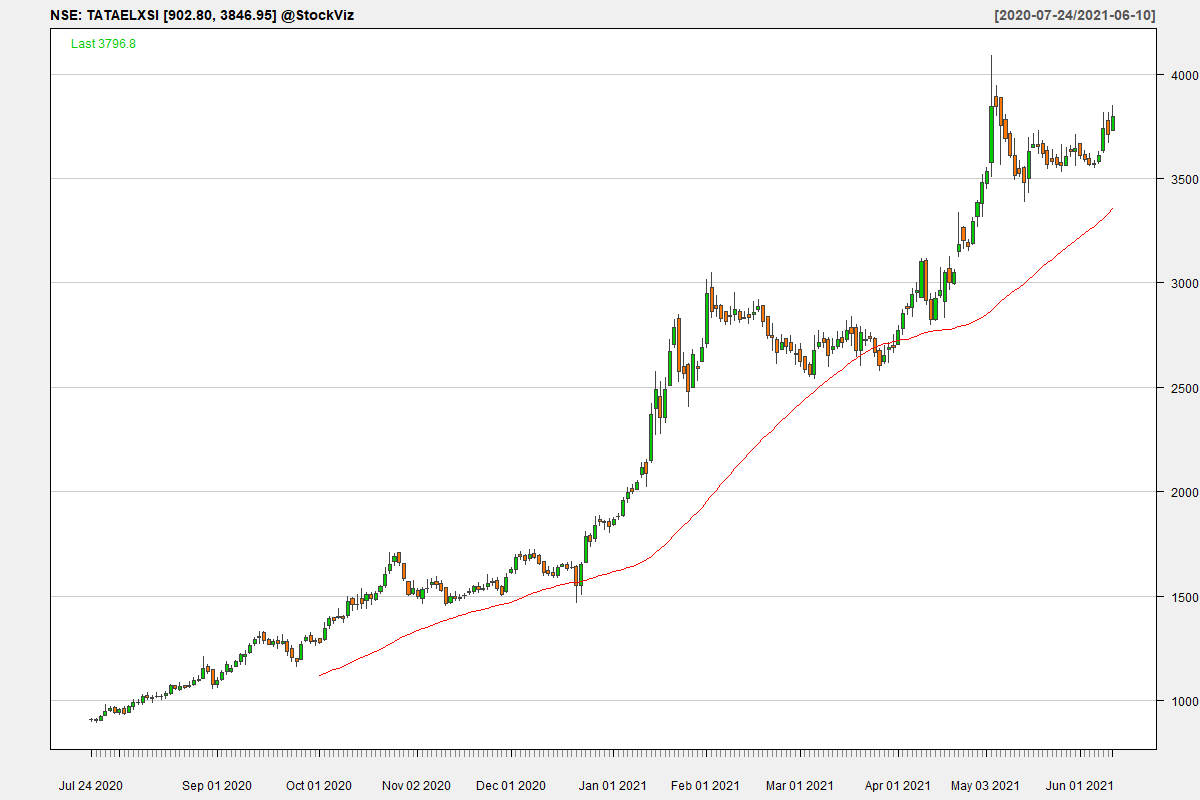 NSE: TATAELXSI [902.80, 3846.95] @StockViz
[2020-07-24/2021-06-10]
Last 3796.8
4000
3500
3000
2500
2000
1500
1000
Jul 24 2020
Sep 01 2020
Oct 01 2020
Nov 02 2020
Dec 01 2020
Jan 01 2021
Feb 01 2021
Mar 01 2021
Apr 01 2021
May 03 2021
Jun 01 2021